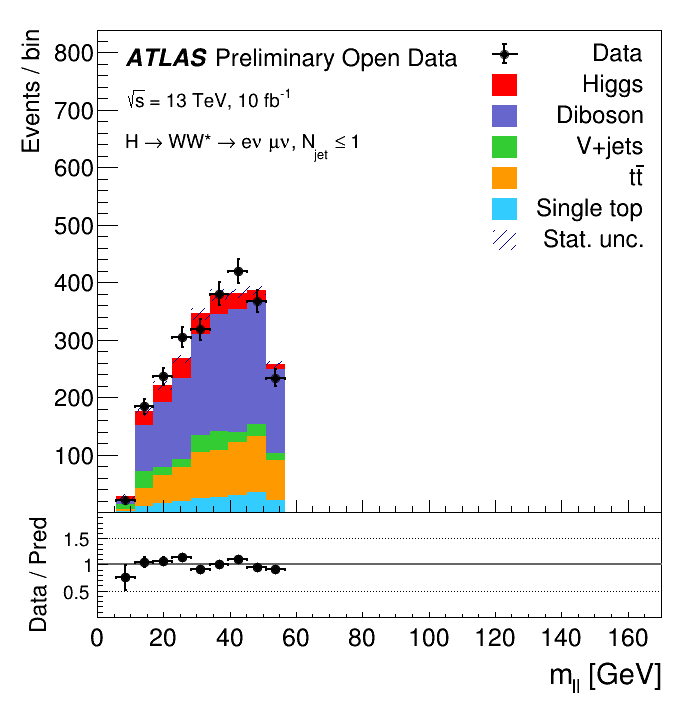 Events / bin
800
700
600
500
400
300
200
100
ATLAS Preliminary Open Data
√s = 13 TeV, 10 fb⁻¹
H → WW* → eν μν, N_jet ≤ 1
Data
Higgs
Diboson
V+jets
tt̅
Single top
Stat. unc.
Data / Pred
1.5
1
0.5
0 20 40 60 80 100 120 140 160
m_ll [GeV]